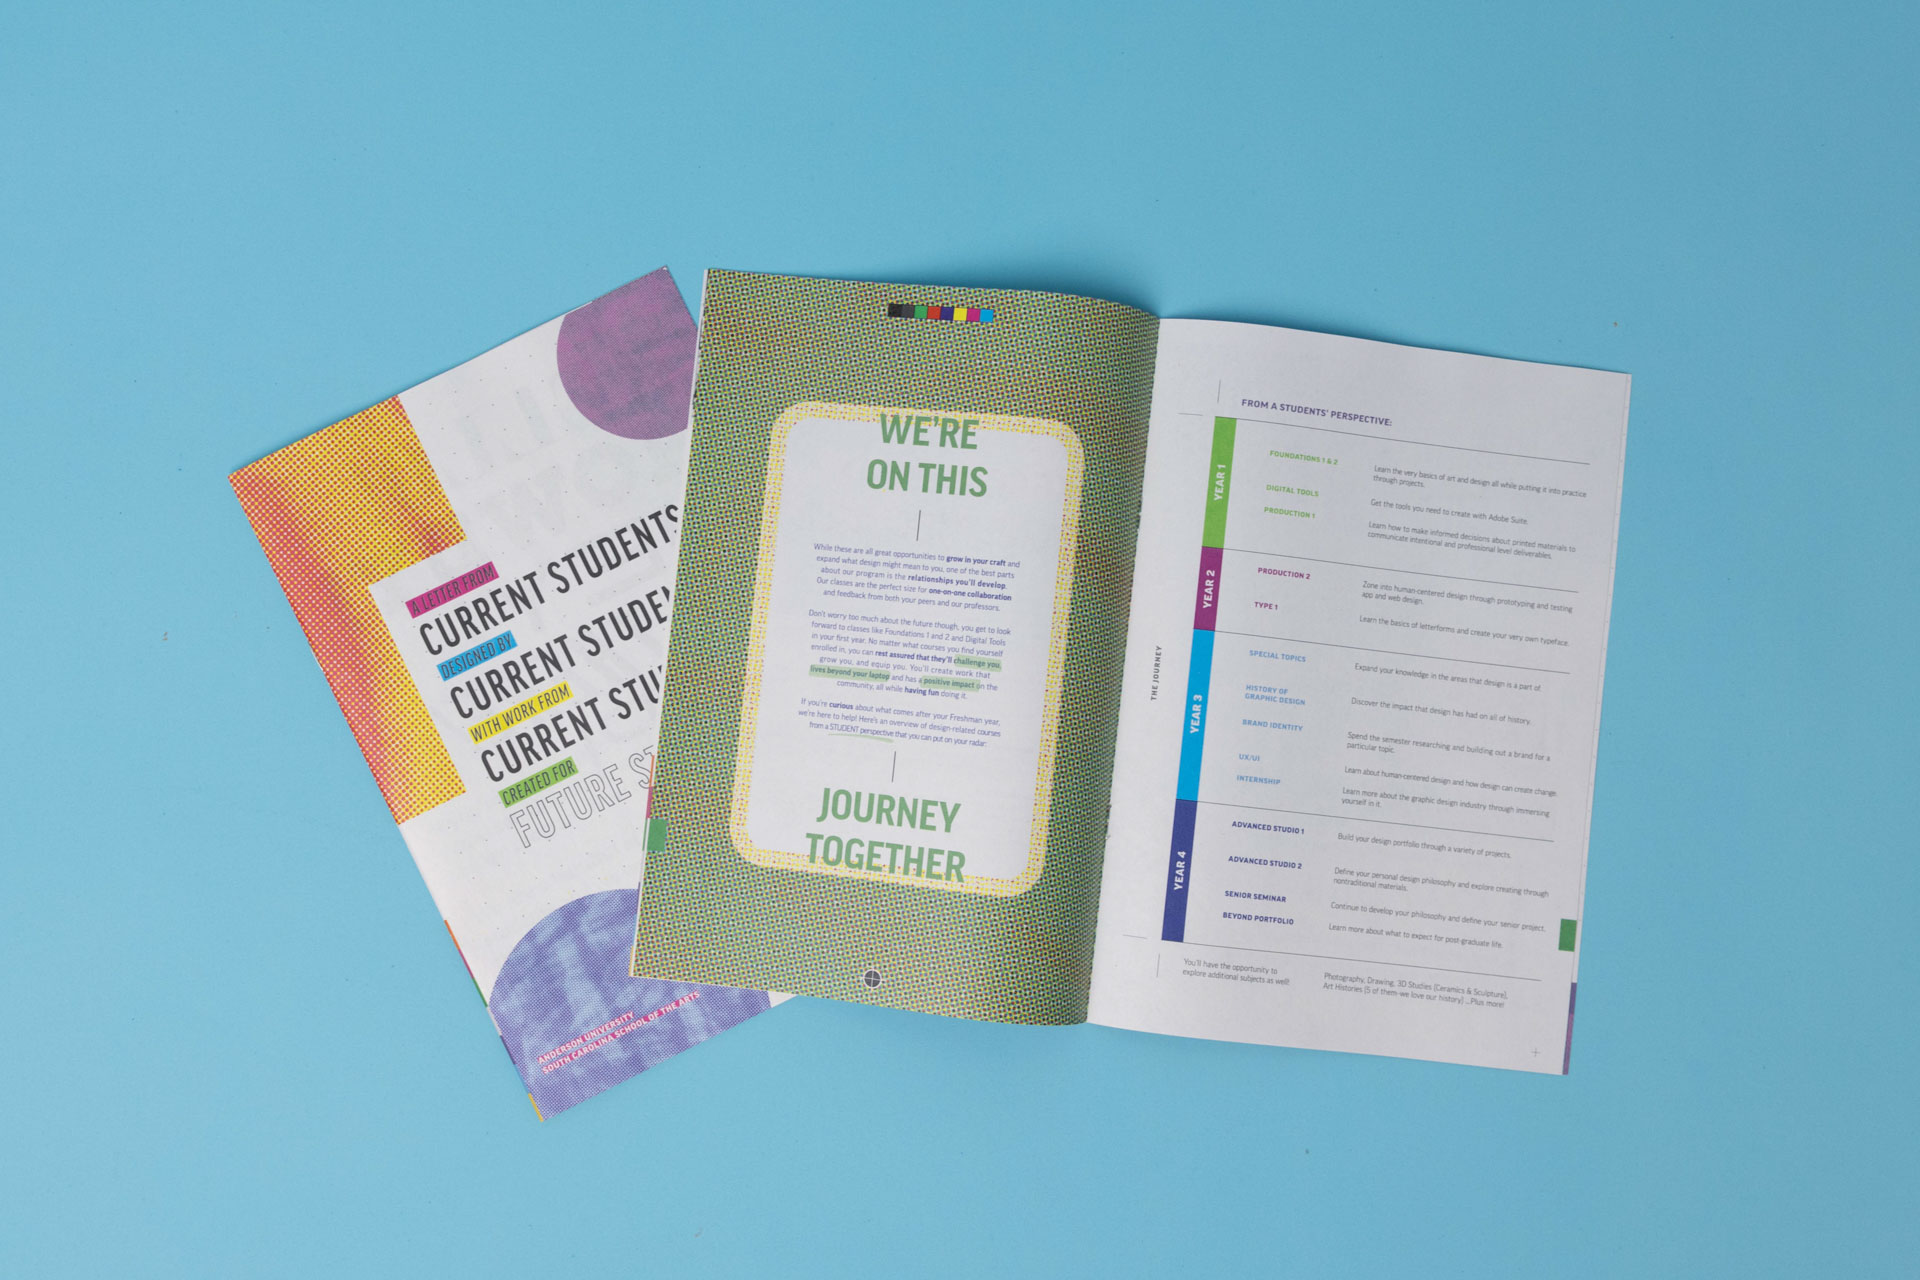 A LETTER FROM
CURRENT STUDENTS
DESIGNED BY
CURRENT STUDE
WITH WORK FROM
CURRENT STU
CREATED FOR
FUTURE ST
ANDERSON UNIVERSITY
SOUTH CAROLINA SCHOOL OF THE ARTS
WE'RE
ON THIS
While these are all great opportunities to grow in your craft and
expand what design might mean to you, one of the best parts
about our program is the relationships you'll develop.
Our classes are the perfect size for one-on-one collaboration
and feedback from both your peers and our professors.
Don't worry too much about the future though, you get to look
forward to classes like Foundations 1 and 2 and Digital Tools
in your first year. No matter what courses you find yourself
enrolled in, you can rest assured that they'll challenge you,
grow you, and equip you. You'll create work that
lives beyond your laptop and has a positive impact on the
community, all while having fun doing it.
If you're curious about what comes after your Freshman year,
we're here to help! Here's an overview of design-related courses
from a STUDENT perspective that you can put on your radar:
JOURNEY
TOGETHER
THE JOURNEY
FROM A STUDENTS' PERSPECTIVE:
YEAR 1
FOUNDATIONS 1 & 2
Learn the very basics of art and design all while putting it into practice
through projects.
DIGITAL TOOLS
Get the tools you need to create with Adobe Suite.
PRODUCTION 1
Learn how to make informed decisions about printed materials to
communicate intentional and professional level deliverables.
YEAR 2
PRODUCTION 2
Zone into human-centered design through prototyping and testing
app and web design.
TYPE 1
Learn the basics of letterforms and create your very own typeface.
YEAR 3
SPECIAL TOPICS
Expand your knowledge in the areas that design is a part of
HISTORY OF
GRAPHIC DESIGN
Discover the impact that design has had on all of history.
BRAND IDENTITY
Spend the semester researching and building out a brand for a
particular topic.
UX/UI
Learn about human-centered design and how design can create change.
INTERNSHIP
Learn more about the graphic design industry through immersing
yourself in it.
YEAR 4
ADVANCED STUDIO 1
Build your design portfolio through a variety of projects.
ADVANCED STUDIO 2
Define your personal design philosophy and explore creating through
nontraditional materials.
SENIOR SEMINAR
Continue to develop your philosophy and define your senior project.
BEYOND PORTFOLIO
Learn more about what to expect for post-graduate life.
You'll have the opportunity to
explore additional subjects as well!
Photography, Drawing, 3D Studies (Ceramics & Sculpture),
Art Histories (5 of them-we love our history) ...Plus more!